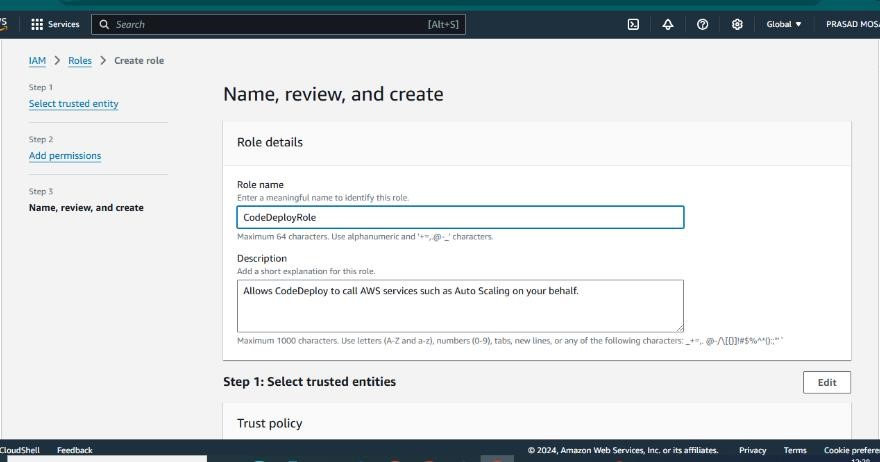 Services
Search
[Alt+S]
Global
PRASAD
IAM > Roles > Create role
Step 1
Select trusted entity
Step 2
Add permissions
Step 3
Name, review, and create
Name, review, and create
Role details
Role name
Enter a meaningful name to identify this role.
CodeDeployRole
Maximum 64 characters. Use alphanumeric and '+=,.@-_' characters.
Description
Add a short explanation for this role.
Allows CodeDeploy to call AWS services such as Auto Scaling on your behalf.
Maximum 1000 characters. Use letters (A-Z and a-z), numbers (0-9), tabs, new lines, or any of the following characters:
Step 1: Select trusted entities
Edit
Trust policy
CloudShell
Feedback
© 2024, Amazon Web Services, Inc. or its affiliates.
Privacy
Terms
Cookie